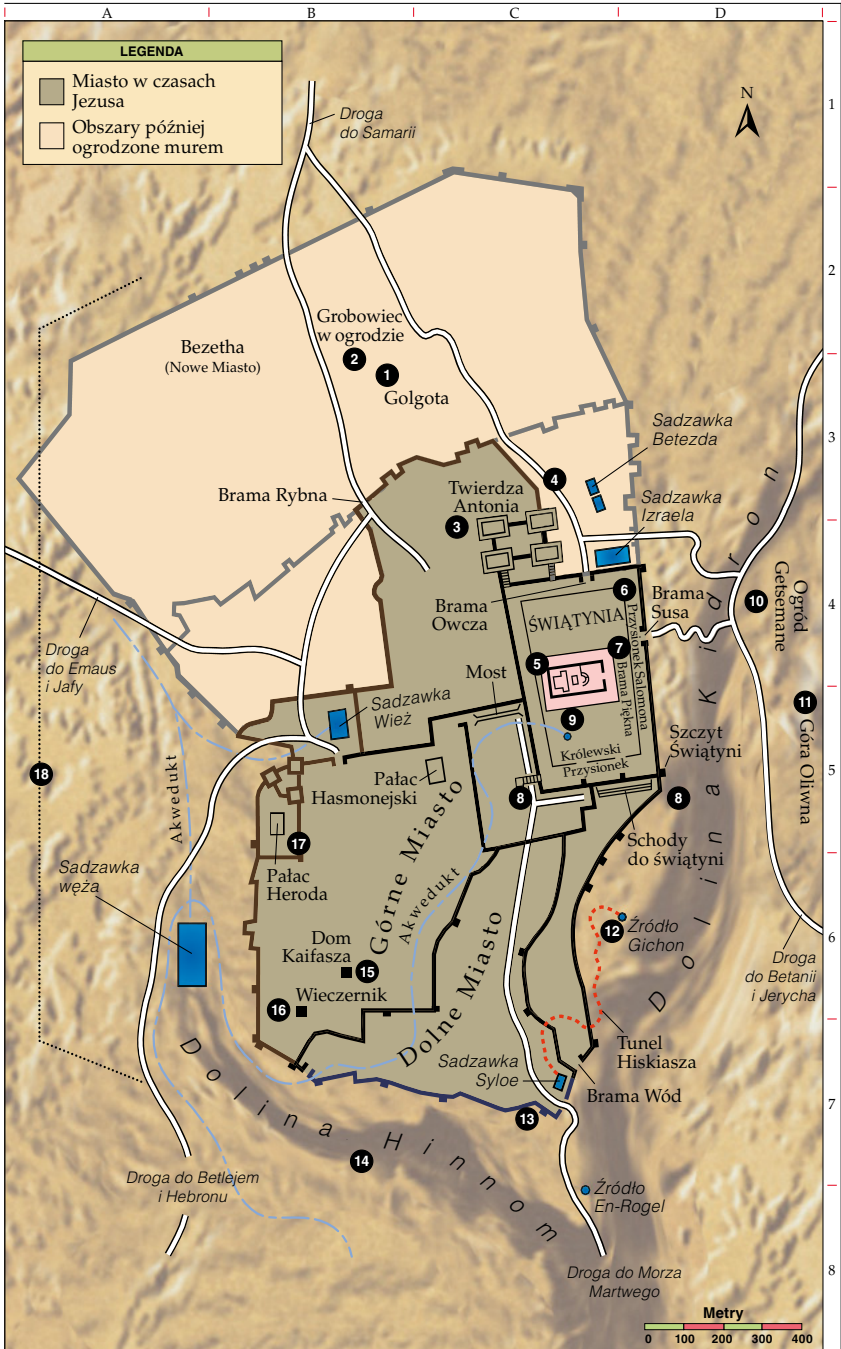 A B C D
LEGENDA
Miasto w czasach
Jezusa
Obszary później
ogrodzone murem
Droga
do Samarii
N
1
2
Grobowiec
w ogrodzie
Bezetha
(Nowe Miasto)
2
1
Golgota
3
Sadzawka
Betezda
4
Twierdza
Antonia
Sadzawka
Izraela
Brama Rybna
3
4
Brama
Owcza
6
ŚWIĄTYNIA
Brama
Susa
10
Ogród
Getsemane
Droga
do Emaus
i Jafy
Most
5
7
Przysionek Salomona
Brama Piękna
Sadzawka
Wież
9
11
Góra Oliwna
Królewski
Przysionek
Szczyt
Świątyni
18
5
Akwedukt
Pałac
Hasmonejski
8
8
Schody
do świątyni
17
Pałac
Heroda
Górne Miasto
Akwedukt
Sadzawka
węża
6
12
Źródło
Gichon
Dom
Kaifasza
15
Dolne Miasto
Droga
do Betanii
i Jerycha
16
Wieczernik
Dolina Kidron
Tunel
Hiskiasza
Sadzawka
Syloe
Brama Wód
7
13
Dolina Hinnom
14
Droga do Betlejem
i Hebronu
Źródło
En-Rogel
8
Droga do Morza
Martwego
Metry
0 100 200 300 400